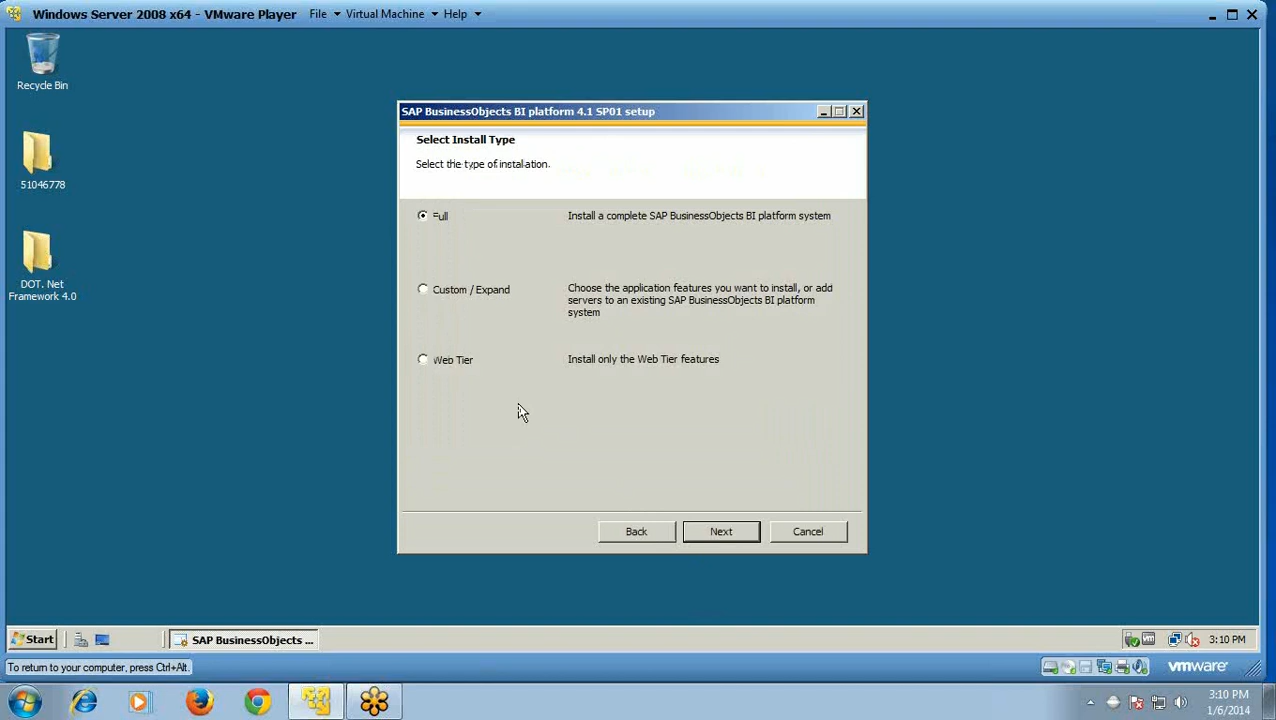 Windows Server 2008 x64 - VMware Player File Virtual Machine Help
Recycle Bin
51046778
DOT. Net
Framework 4.0
SAP BusinessObjects BI platform 4.1 SP01 setup
Select Install Type
Select the type of installation.
Full Install a complete SAP BusinessObjects BI platform system
Custom / Expand Choose the application features you want to install, or add
servers to an existing SAP BusinessObjects BI platform
system
Web Tier Install only the Web Tier features
Back Next Cancel
Start SAP BusinessObjects ... 3:10 PM
To return to your computer, press Ctrl+Alt. vmware
3:10 PM
1/6/2014